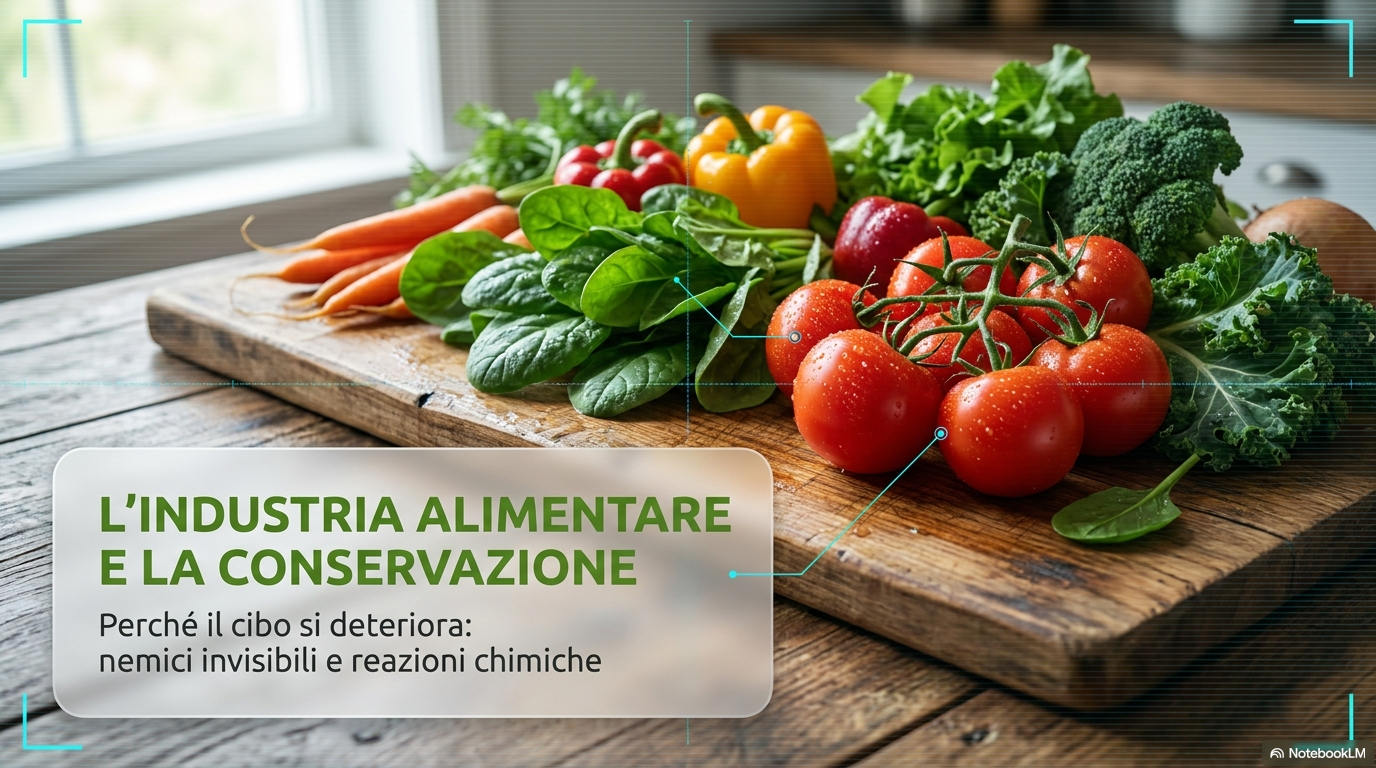 L’INDUSTRIA ALIMENTARE
E LA CONSERVAZIONE
Perché il cibo si deteriora:
nemici invisibili e reazioni chimiche
NotebookLM